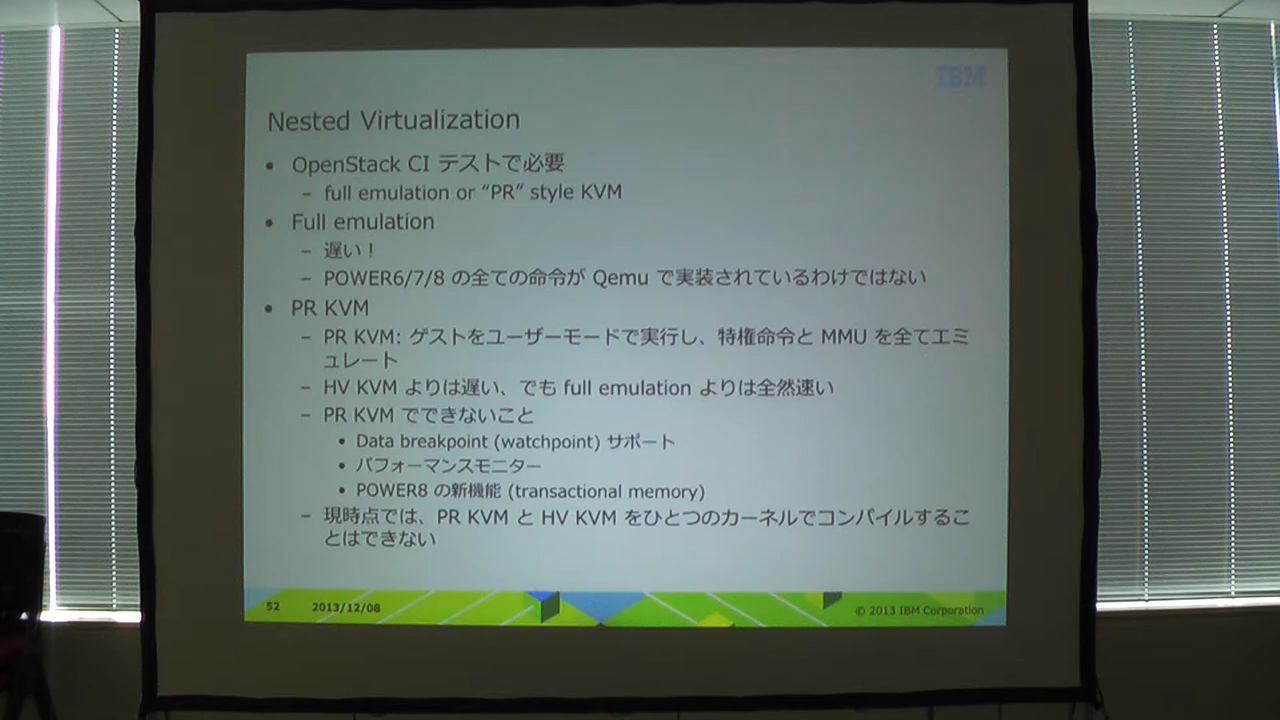 IBM
Nested Virtualization
• OpenStack CI テストで必要
– full emulation or “PR” style KVM
• Full emulation
– 遅い！
– POWER6/7/8 の全ての命令が Qemu で実装されているわけではない
• PR KVM
– PR KVM: ゲストをユーザーモードで実行し、特権命令と MMU を全てエミ
ュレート
– HV KVM よりは遅い、でも full emulation よりは全然速い
– PR KVM でできないこと
• Data breakpoint (watchpoint) サポート
• パフォーマンスモニター
• POWER8 の新機能 (transactional memory)
– 現時点では、PR KVM と HV KVM をひとつのカーネルでコンパイルするこ
とはできない
52 2013/12/08 © 2013 IBM Corporation